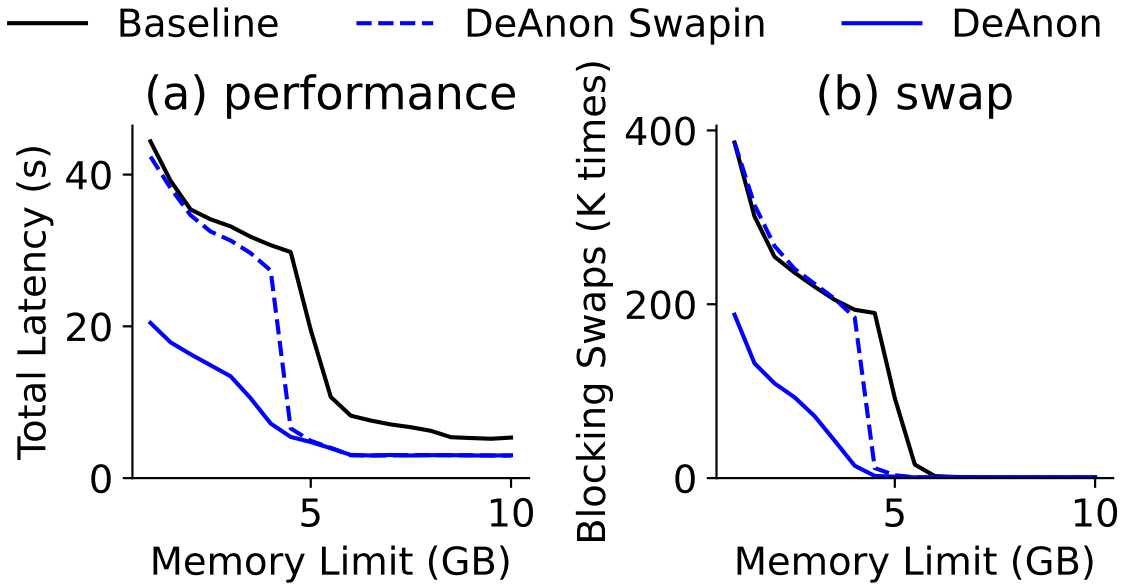 Baseline DeAnon Swapin DeAnon
(a) performance
Total Latency (s)
40
20
0
5 10
Memory Limit (GB)
(b) swap
Blocking Swaps (K times)
400
200
0
5 10
Memory Limit (GB)